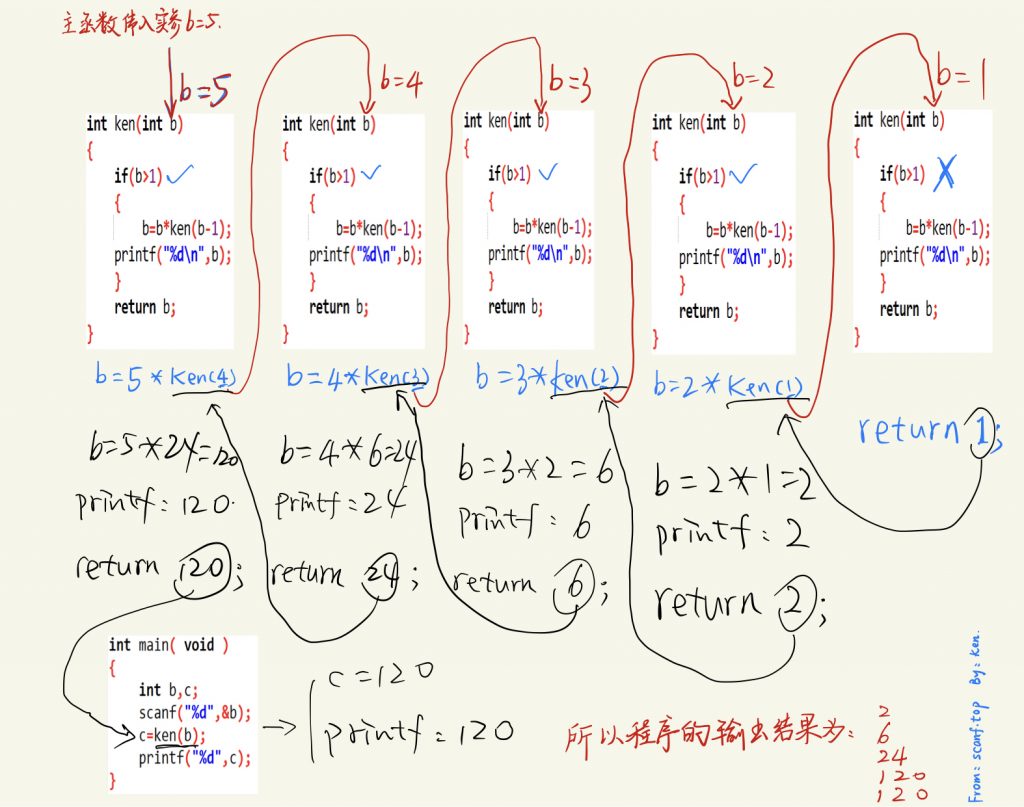 主函数传入实参b=5.
b=5
b=4
b=3
b=2
b=1
int ken(int b)
{
if(b>1)
{
b=b*ken(b-1);
printf("%d\n",b);
}
return b;
}
b=5*ken(4)
b=5*24=120
printf:120.
return 120;
int ken(int b)
{
if(b>1)
{
b=b*ken(b-1);
printf("%d\n",b);
}
return b;
}
b=4*ken(3)
b=4*6=24
printf:24
return 24;
int ken(int b)
{
if(b>1)
{
b=b*ken(b-1);
printf("%d\n",b);
}
return b;
}
b=3*ken(2)
b=3*2=6
printf:6
return 6;
int ken(int b)
{
if(b>1)
{
b=b*ken(b-1);
printf("%d\n",b);
}
return b;
}
b=2*ken(1)
b=2*1=2
printf:2
return 2;
int ken(int b)
{
if(b>1)
{
b=b*ken(b-1);
printf("%d\n",b);
}
return b;
}
return 1;
int main( void )
{
int b,c;
scanf("%d",&b);
c=ken(b);
printf("%d",c);
}
c=120
printf:120
所以程序的输出结果为:
2
6
24
120
120
From: scanf.top By: ken.